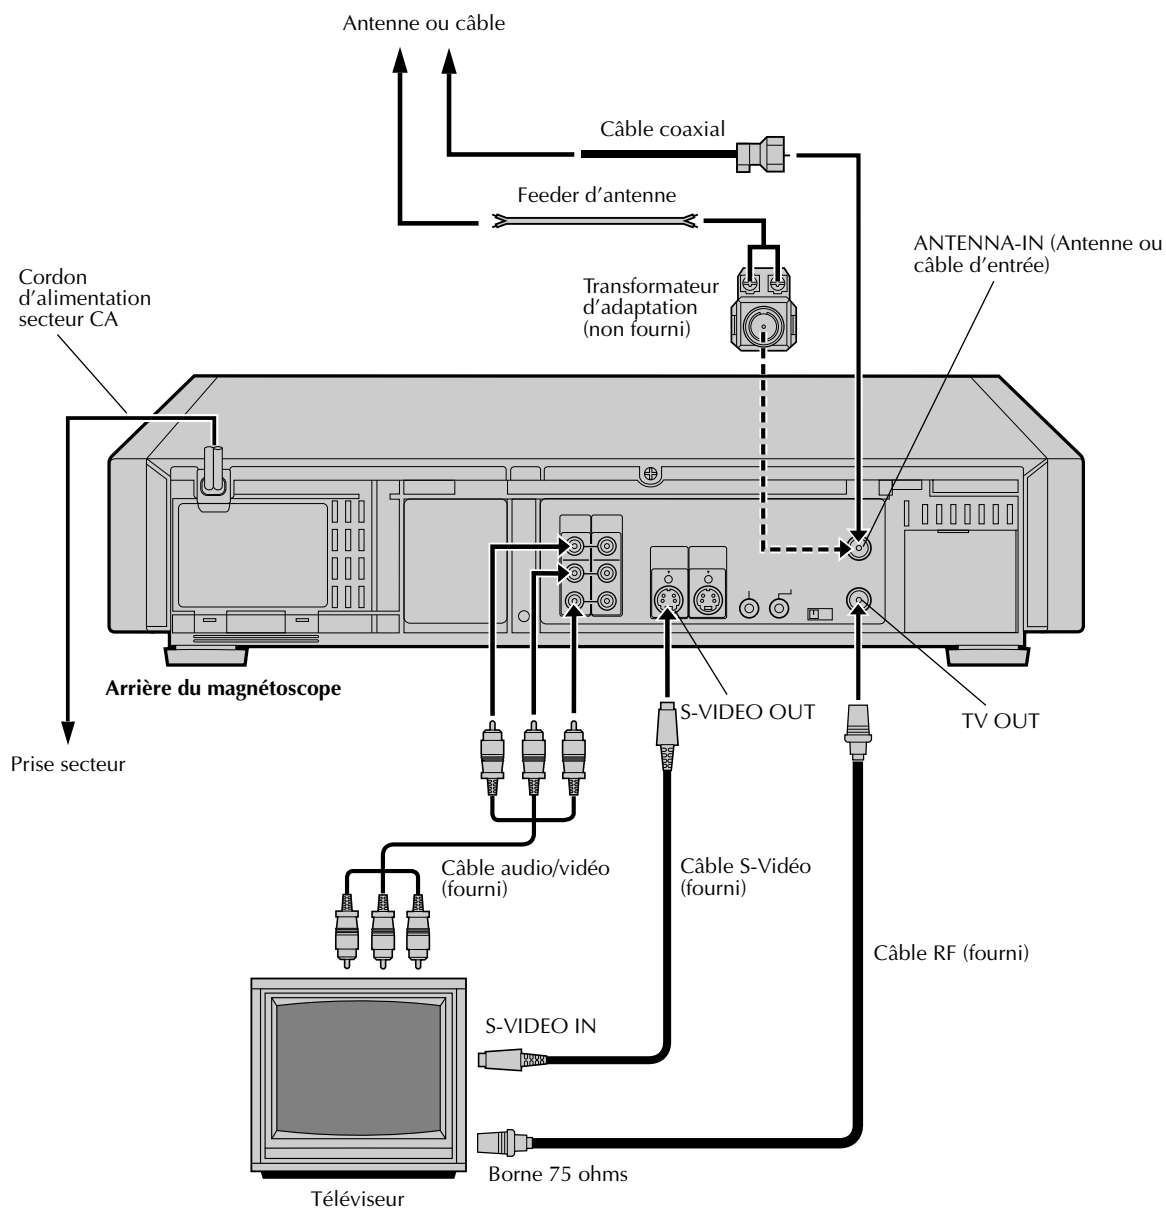 Antenne ou câble
Câble coaxial
Feeder d’antenne
ANTENNA-IN (Antenne ou
câble d’entrée)
Cordon
d’alimentation
secteur CA
Transformateur
d’adaptation
(non fourni)
Arrière du magnétoscope
S-VIDEO OUT
TV OUT
Prise secteur
Câble audio/vidéo
(fourni)
Câble S-Vidéo
(fourni)
Câble RF (fourni)
S-VIDEO IN
Borne 75 ohms
Téléviseur